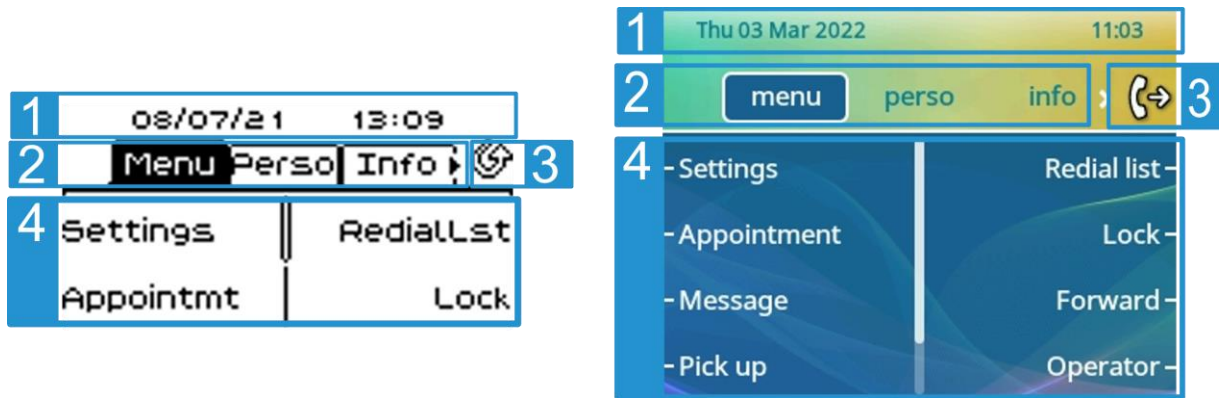 1 08/07/21 13:09
2 Menu Perso Info 3
4 Settings RedialLst
Appointmt Lock
1 Thu 03 Mar 2022 11:03
2 menu perso info 3
4 Settings Redial list
Appointment Lock
Message Forward
Pick up Operator